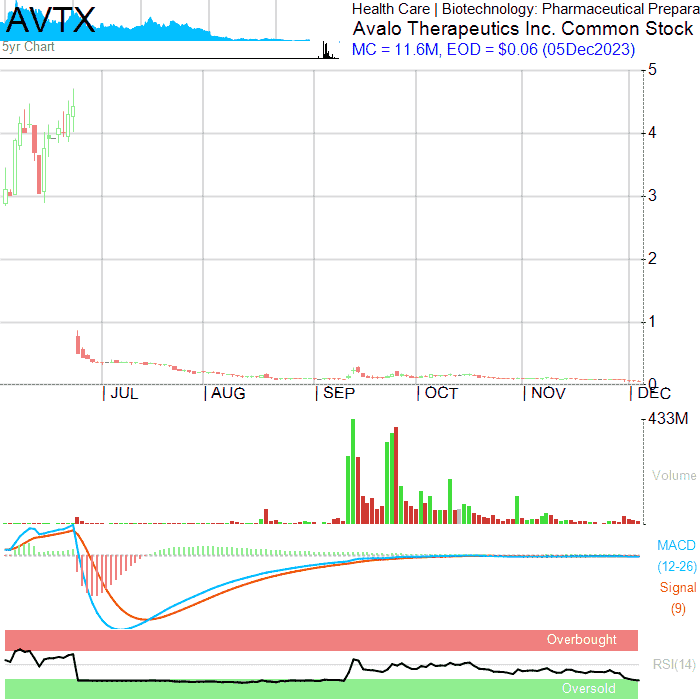 AVTX
5yr Chart
Health Care | Biotechnology: Pharmaceutical Prepara
Avalo Therapeutics Inc. Common Stock
MC = 11.6M, EOD = $0.06 (05Dec2023)
5
4
3
2
1
0
JUL AUG SEP OCT NOV DEC
433M
Volume
MACD
(12-26)
Signal
(9)
Overbought
RSI(14)
Oversold